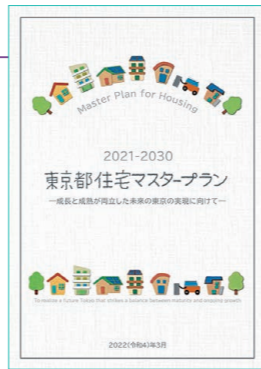 Master Plan for Housing
2021-2030
東京都住宅マスタープラン
―成長と成熟が両立した未来の東京の実現に向けて―
To realize a future Tokyo that strikes a balance between maturity and ongoing growth
2022(令和4)年3月